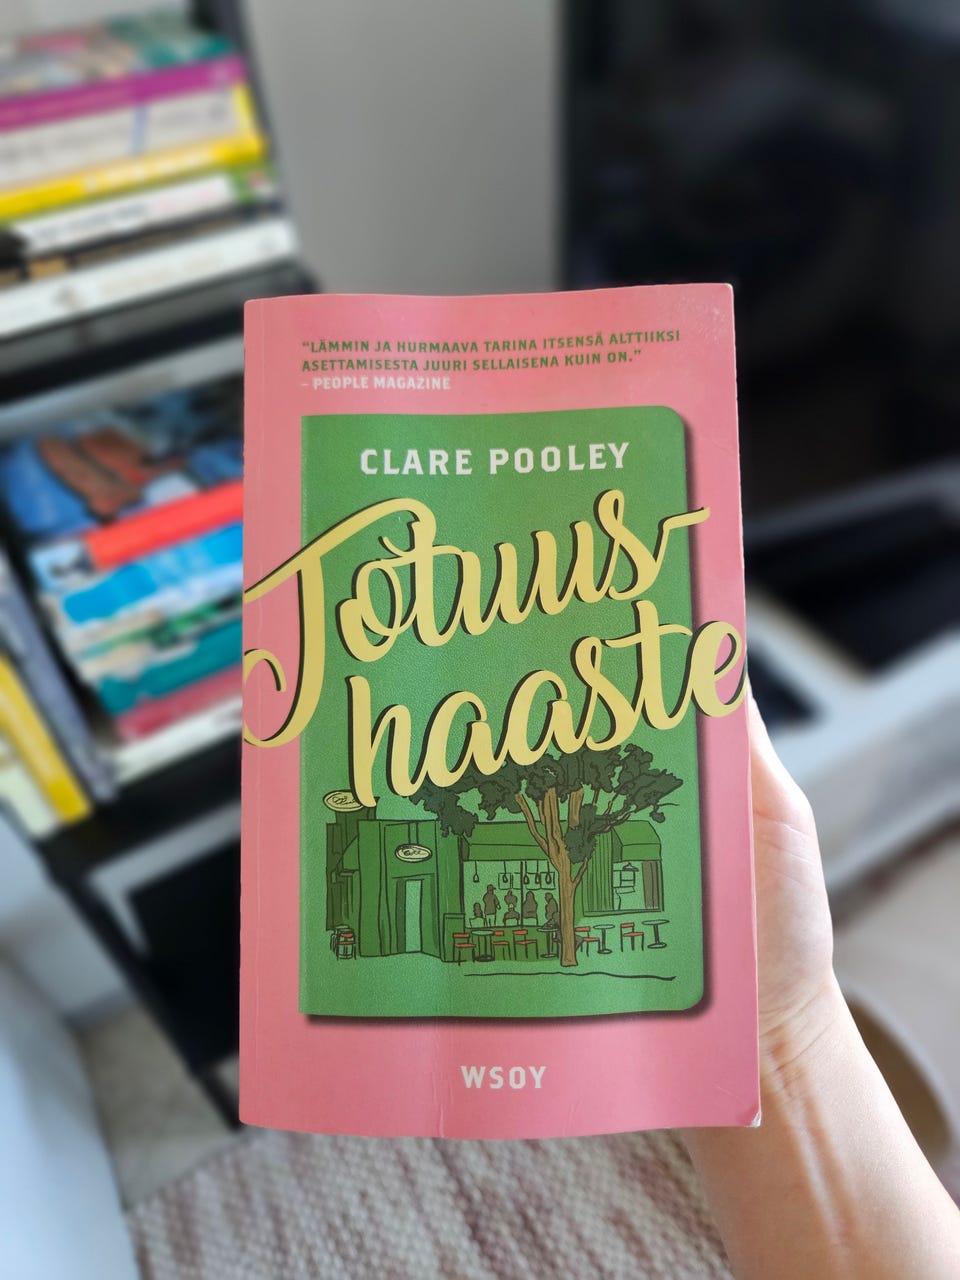 “LÄMMIN JA HURMAAVA TARINA ITSENSÄ ALTTIIKSI
ASETTAMISESTA JUURI SELLAISENA KUIN ON.”
– PEOPLE MAGAZINE
CLARE POOLEY
Totuus-
haaste
WSOY